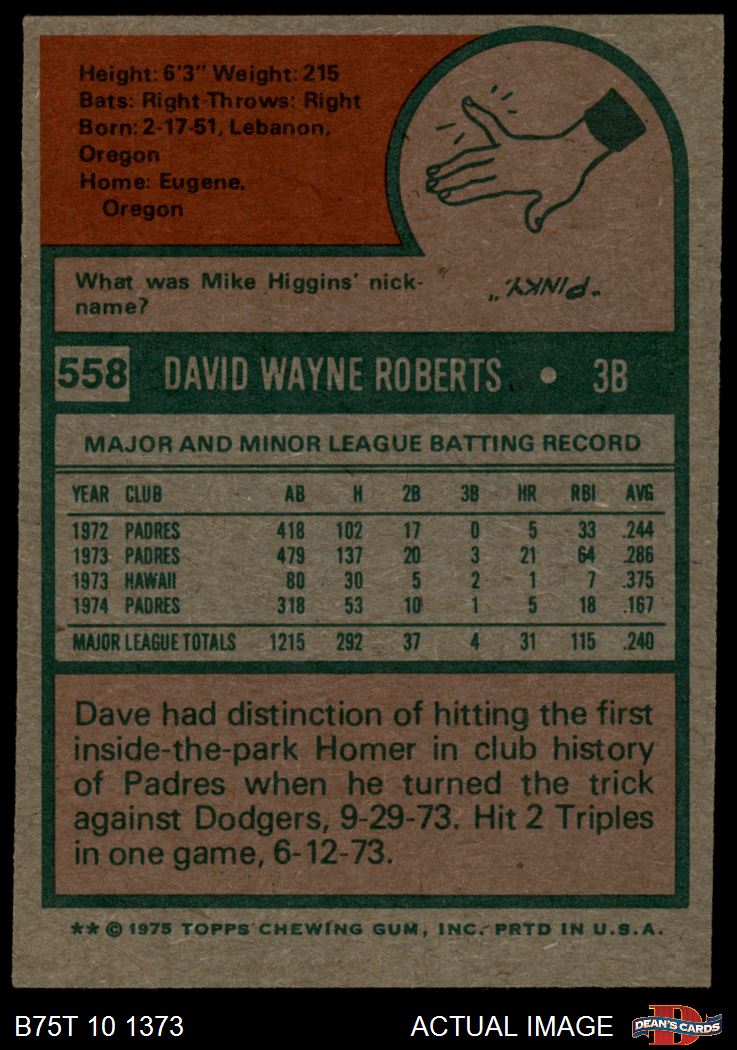 Height: 6'3" Weight: 215
Bats: Right Throws: Right
Born: 2-17-51, Lebanon,
Oregon
Home: Eugene,
Oregon
What was Mike Higgins' nick-
name?
"PINKY."
558 DAVID WAYNE ROBERTS • 3B
MAJOR AND MINOR LEAGUE BATTING RECORD
YEAR CLUB AB H 2B 3B HR RBI AVG
1972 PADRES 418 102 17 0 5 33 .244
1973 PADRES 479 137 20 3 21 64 .286
1973 HAWAII 80 30 5 2 1 7 .375
1974 PADRES 318 53 10 1 5 18 .167
MAJOR LEAGUE TOTALS 1215 292 37 4 31 115 .240
Dave had distinction of hitting the first
inside-the-park Homer in club history
of Padres when he turned the trick
against Dodgers, 9-29-73. Hit 2 Triples
in one game, 6-12-73.
** © 1975 TOPPS CHEWING GUM, INC. PRTD IN U.S.A.
B75T 10 1373 ACTUAL IMAGE DEAN'S CARDS